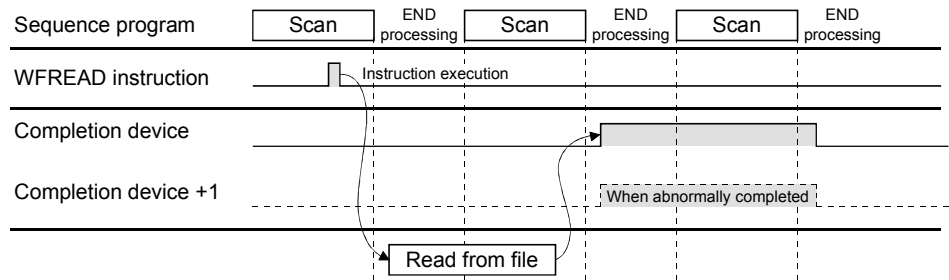 Sequence program
Scan
END
processing
Scan
END
processing
Scan
END
processing
WFREAD instruction
Instruction execution
Completion device
Completion device +1
When abnormally completed
Read from file